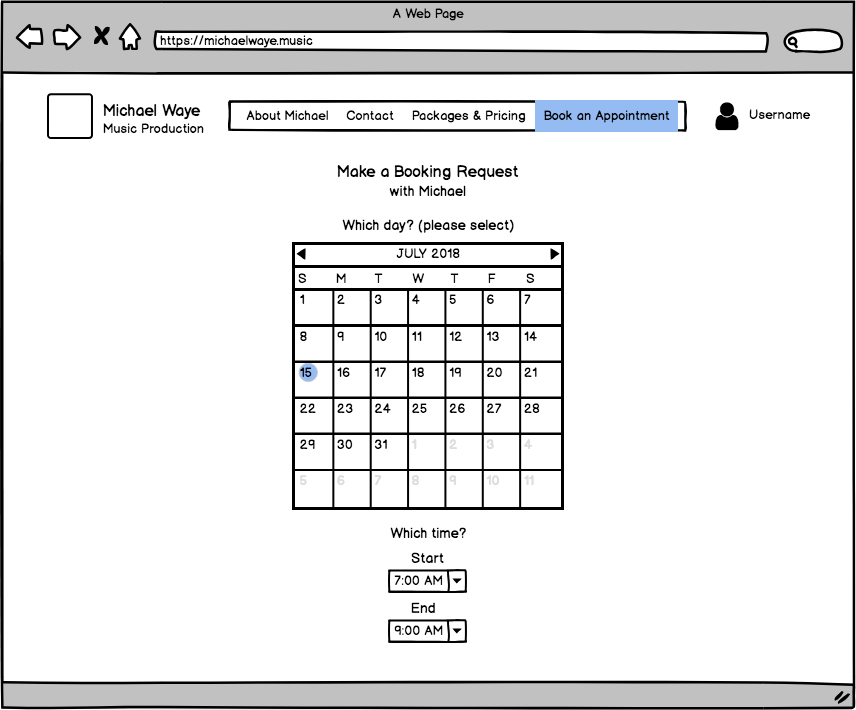 A Web Page
https://michaelwaye.music
Michael Waye
Music Production
About Michael Contact Packages & Pricing Book an Appointment
Username
Make a Booking Request
with Michael
Which day? (please select)
JULY 2018
S M T W T F S
1 2 3 4 5 6 7
8 9 10 11 12 13 14
15 16 17 18 19 20 21
22 23 24 25 26 27 28
29 30 31 1 2 3 4
5 6 7 8 9 10 11
Which time?
Start
7:00 AM
End
9:00 AM